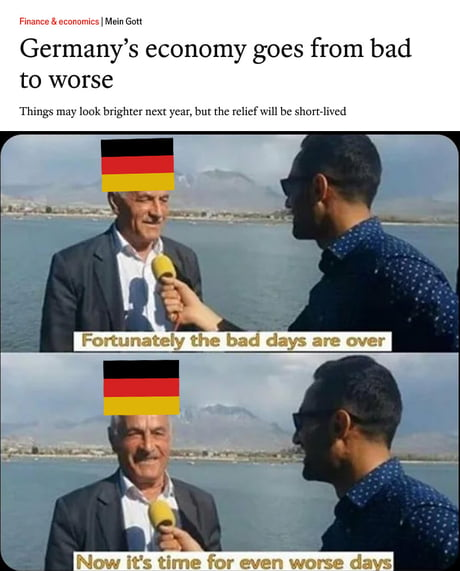 Finance & economics | Mein Gott
Germany's economy goes from bad
to worse
Things may look brighter next year, but the relief will be short-lived
Fortunately the bad days are over
Now it's time for even worse days